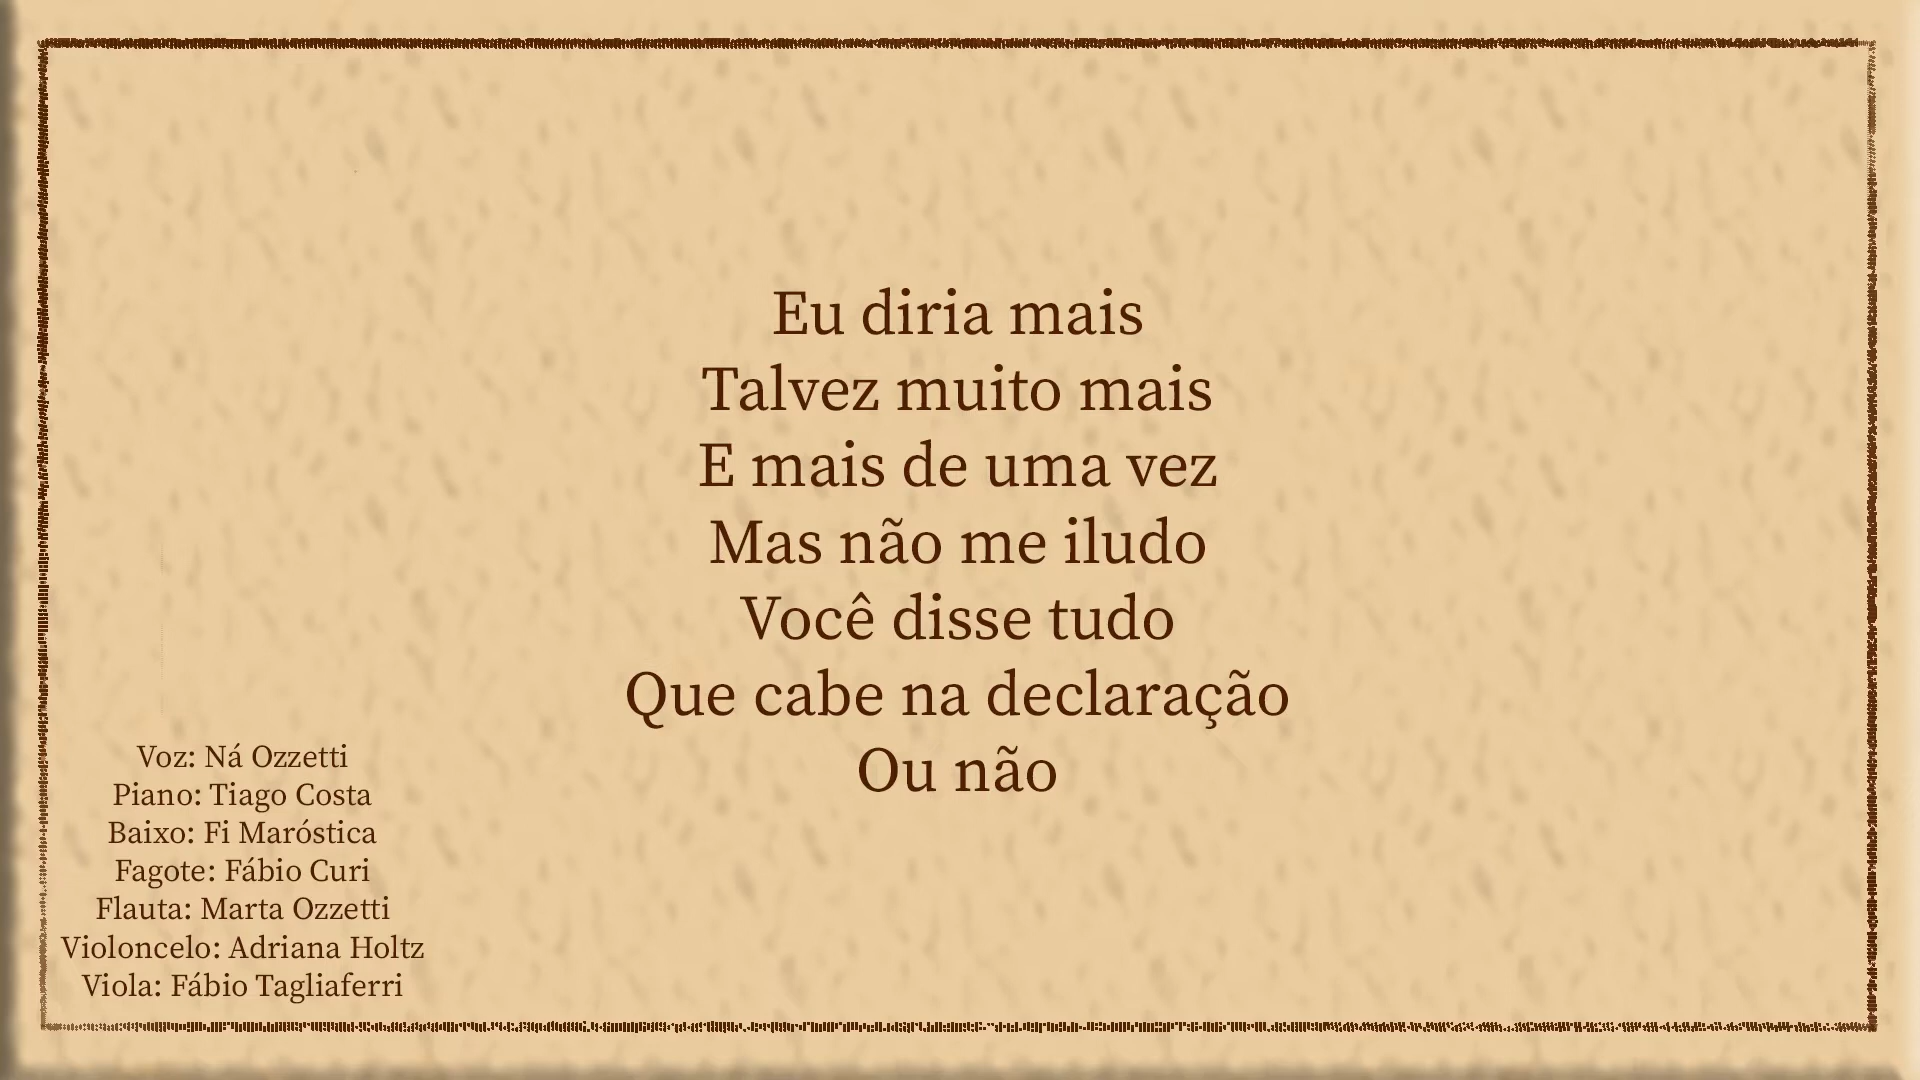 Eu diria mais
Talvez muito mais
E mais de uma vez
Mas não me iludo
Você disse tudo
Que cabe na declaração
Ou não
Voz: Ná Ozzetti
Piano: Tiago Costa
Baixo: Fi Maróstica
Fagote: Fábio Curi
Flauta: Marta Ozzetti
Violoncelo: Adriana Holtz
Viola: Fábio Tagliaferri